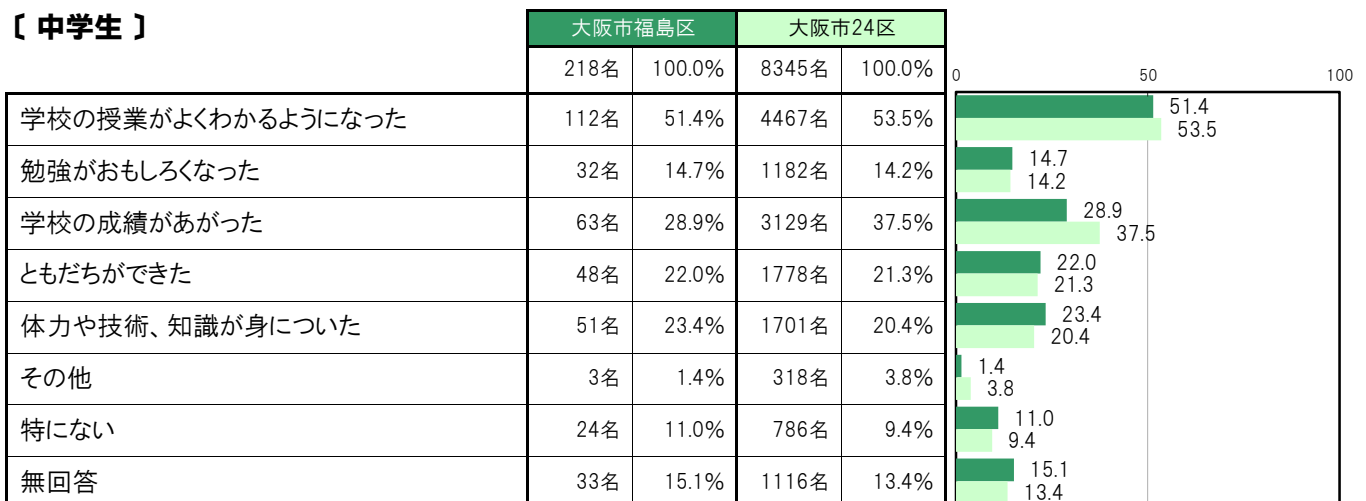 〔 中学生 〕
大阪市福島区 大阪市24区
218名 100.0% 8345名 100.0%
0 50 100
学校の授業がよくわかるようになった 112名 51.4% 4467名 53.5%
51.4
53.5
勉強がおもしろくなった 32名 14.7% 1182名 14.2%
14.7
14.2
学校の成績があがった 63名 28.9% 3129名 37.5%
28.9
37.5
ともだちができた 48名 22.0% 1778名 21.3%
22.0
21.3
体力や技術、知識が身についた 51名 23.4% 1701名 20.4%
23.4
20.4
その他 3名 1.4% 318名 3.8%
1.4
3.8
特にない 24名 11.0% 786名 9.4%
11.0
9.4
無回答 33名 15.1% 1116名 13.4%
15.1
13.4